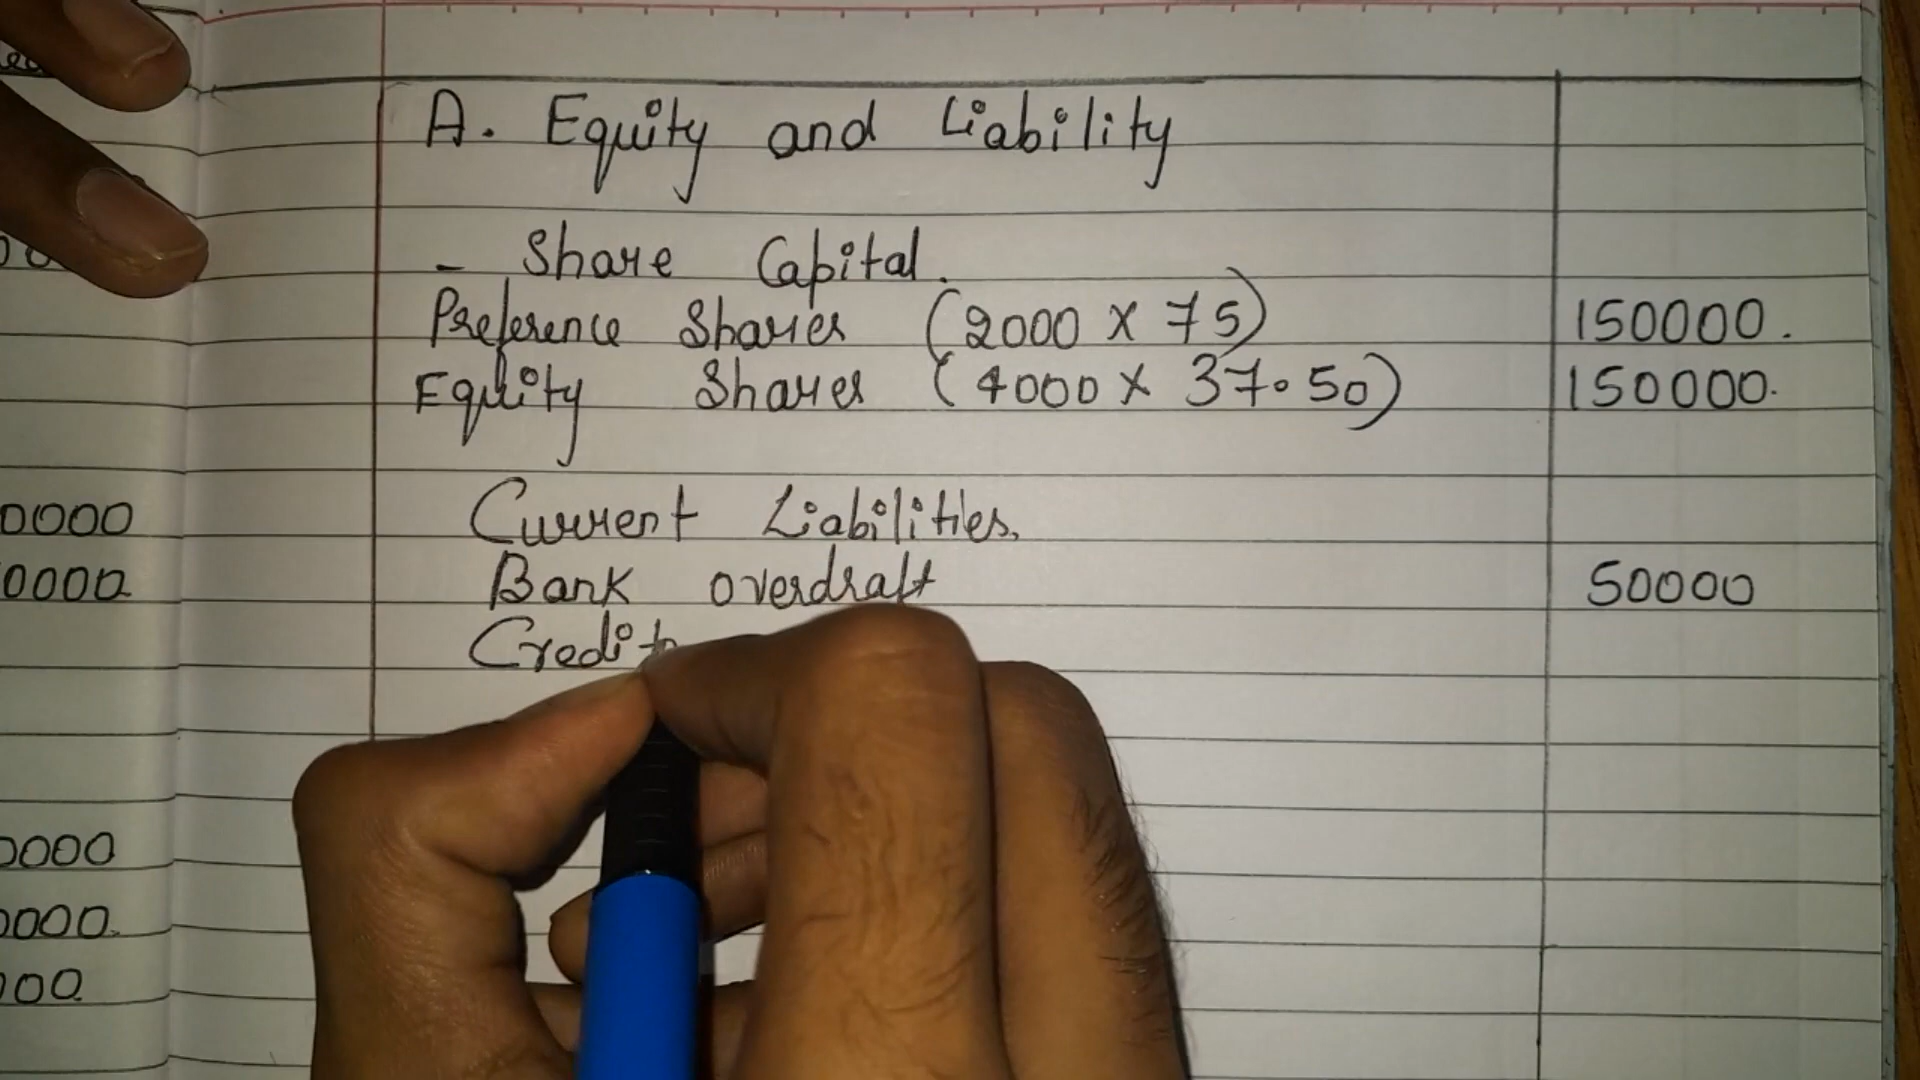 A. Equity and Liability
- Share Capital.
Preference Shares (2000 X 75) 150000.
Equity Shares (4000 X 37.50) 150000.
Current Liabilities.
Bank overdraft 50000
0000
0000
0000
0000.